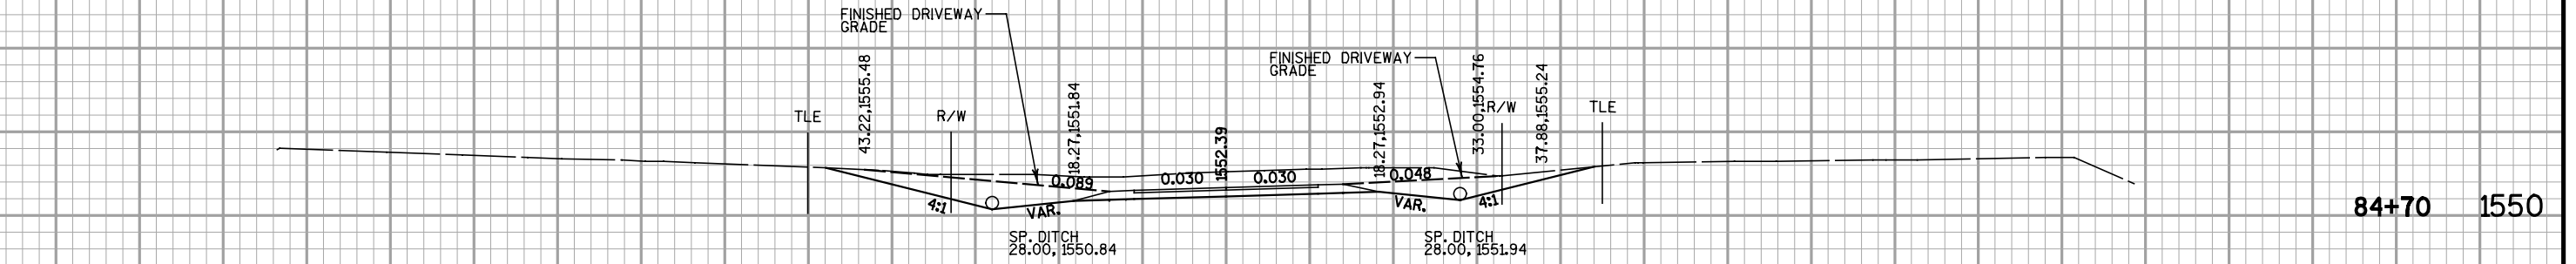 FINISHED DRIVEWAY
GRADE
FINISHED DRIVEWAY
GRADE
TLE
43.22,1555.48
R/W
18.27,1551.84
1552.39
18.27,1552.94
33.00,1554.76
R/W
37.88,1555.24
TLE
0.089
0.030
0.030
0.048
4:1
VAR.
VAR.
4:1
84+70
1550
SP. DITCH
28.00, 1550.84
SP. DITCH
28.00, 1551.94